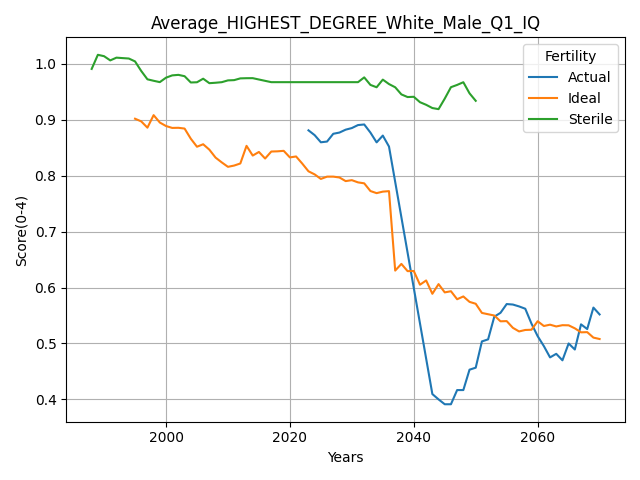 Average_HIGHEST_DEGREE_White_Male_Q1_IQ
Fertility
Actual
Ideal
Sterile
Score(0-4)
1.0
0.9
0.8
0.7
0.6
0.5
0.4
2000
2020
2040
2060
Years